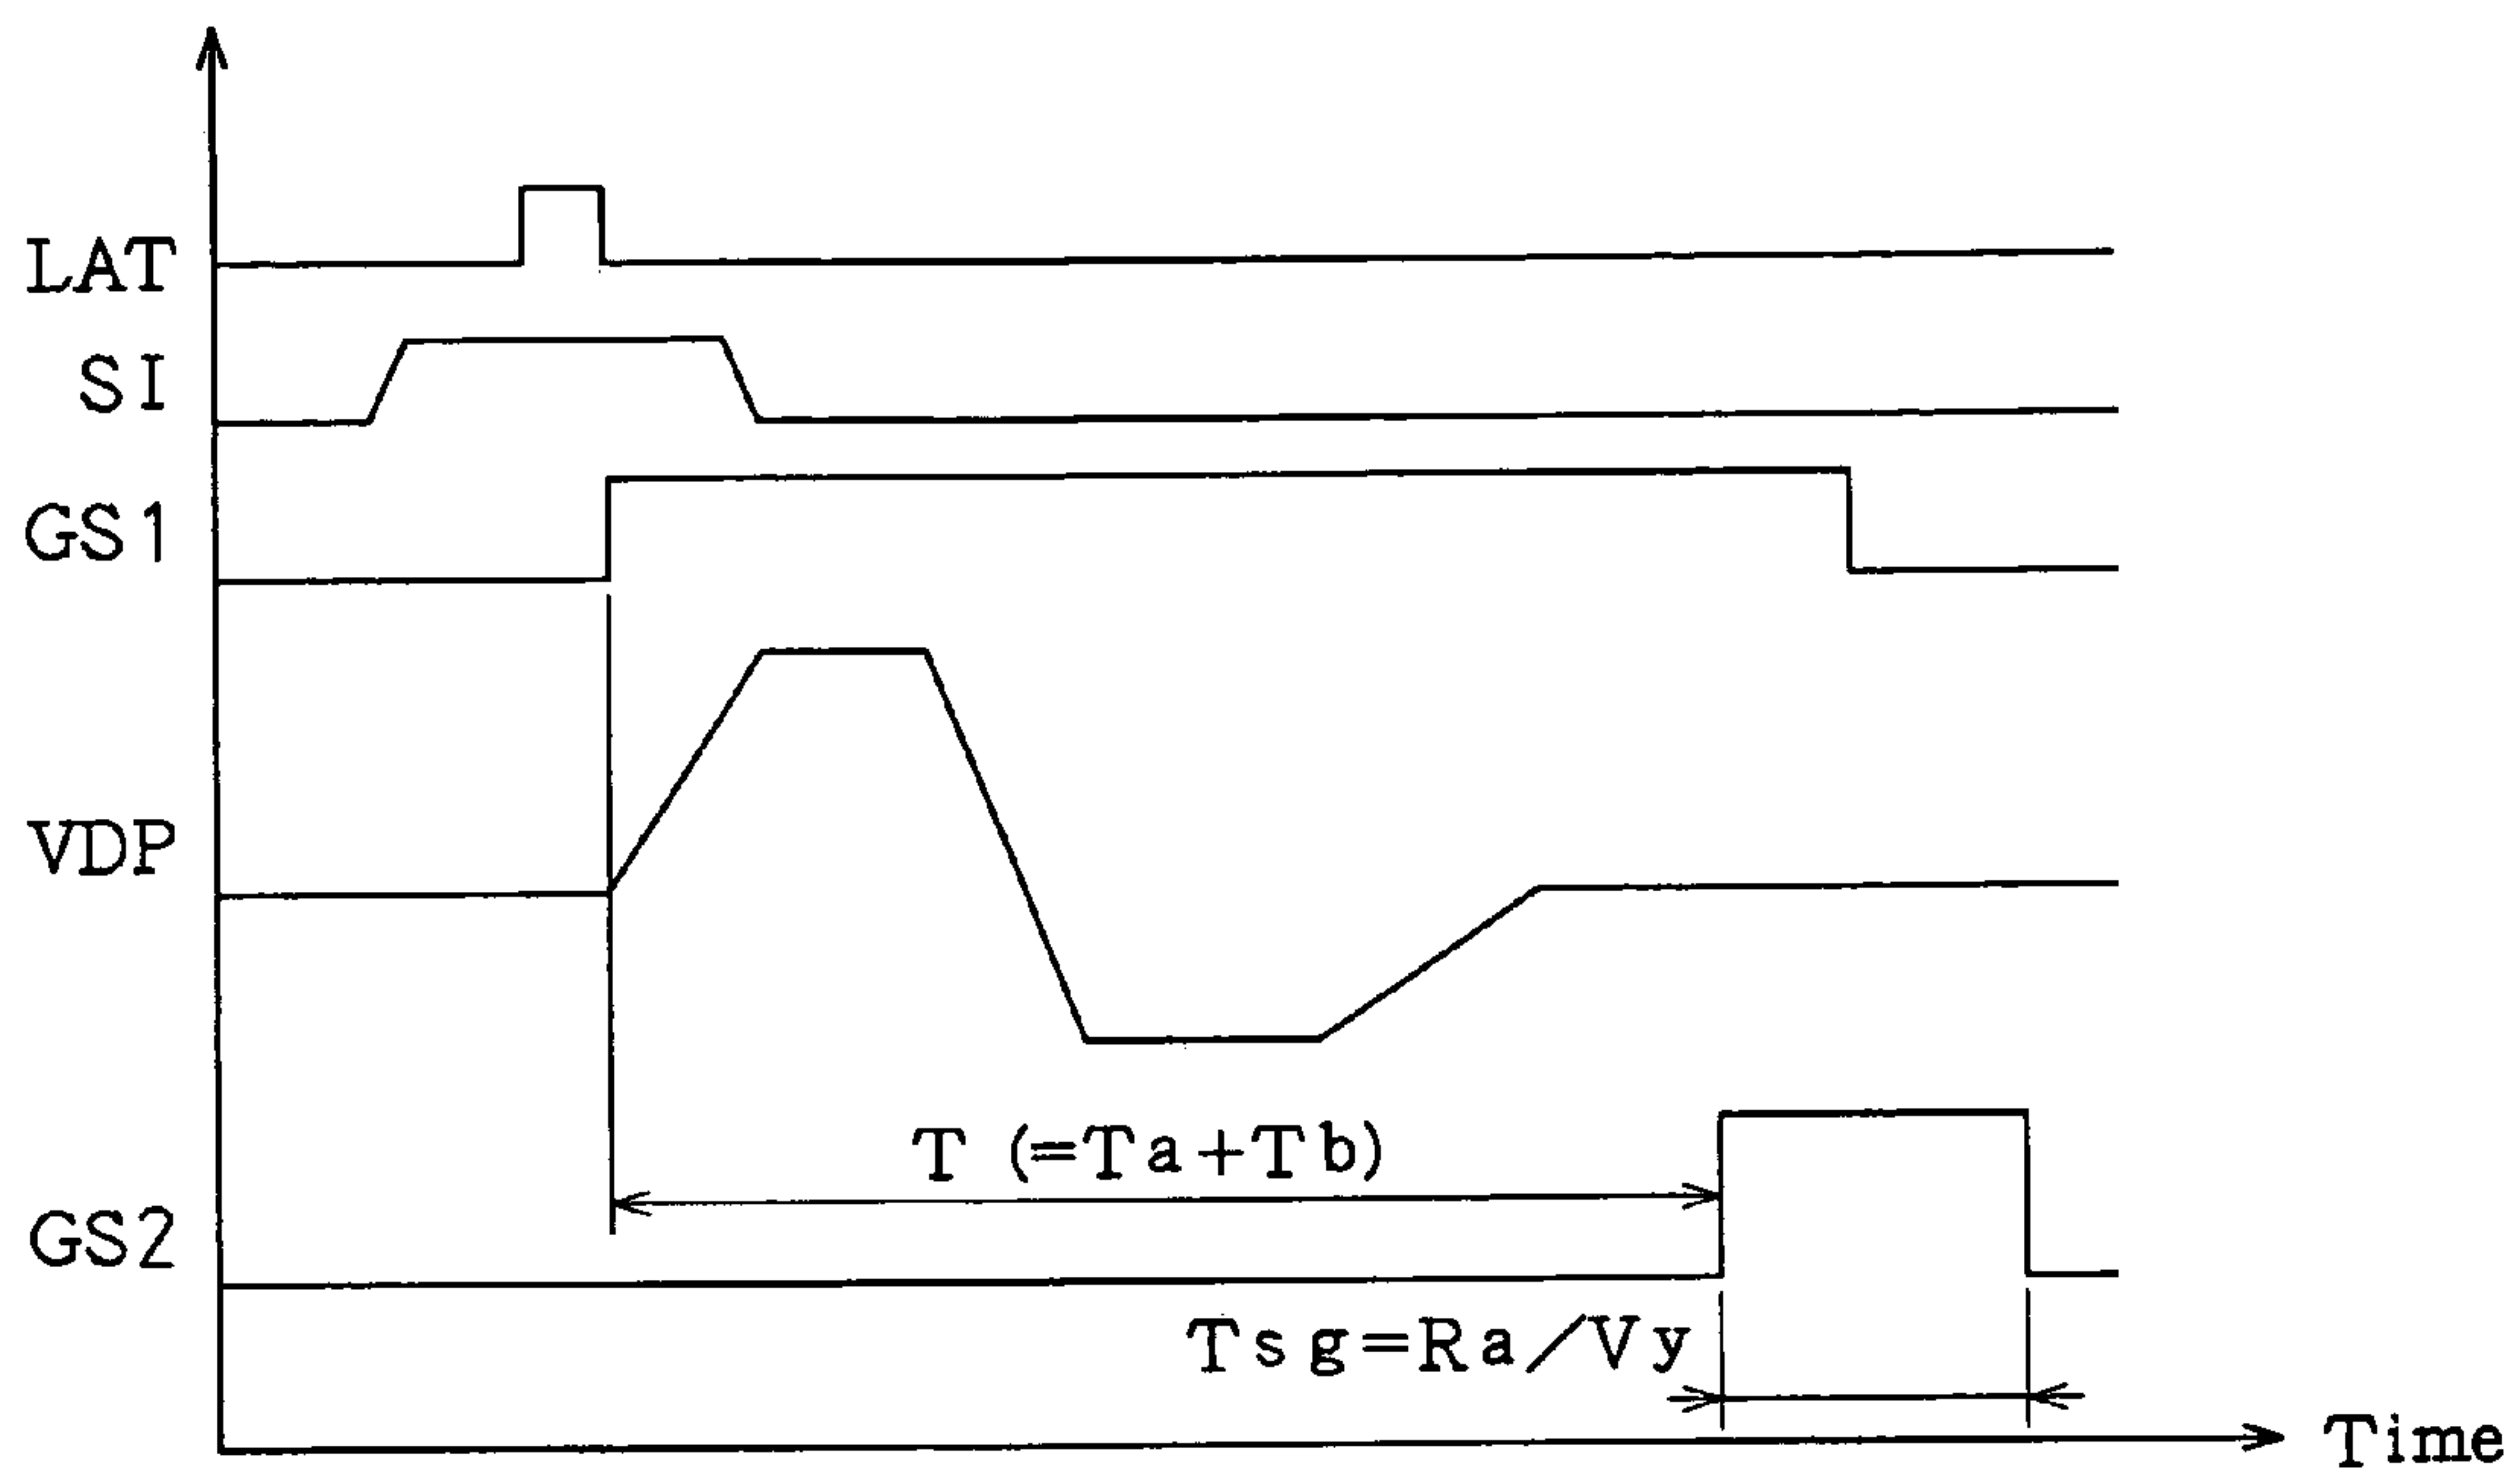 LAT
SI
GS1
VDP
T (=Ta+Tb)
GS2
Tsg=Ra/Vy
Time